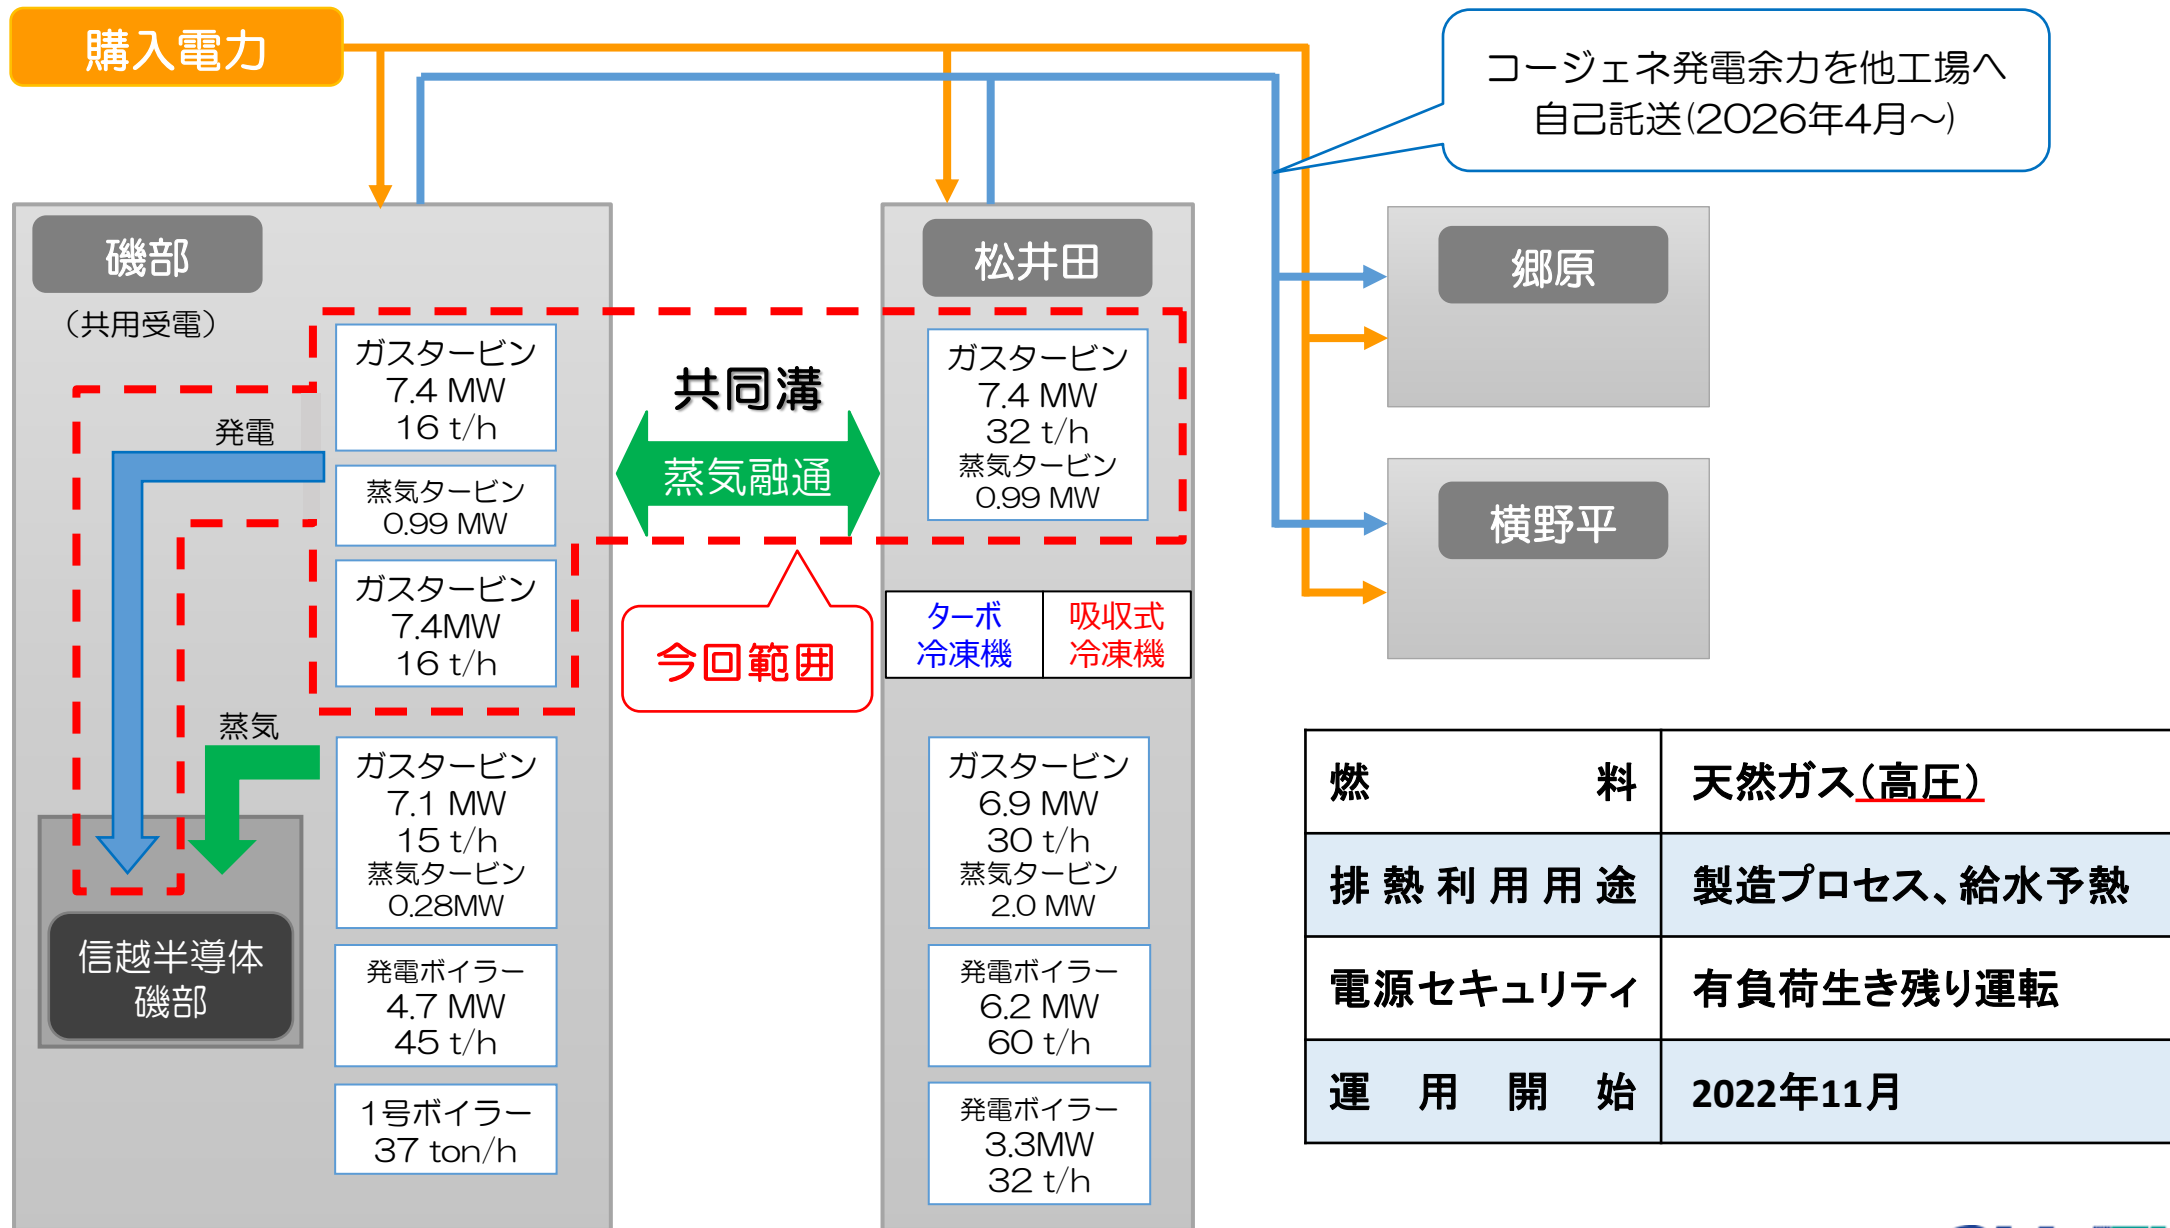 購入電力
コージェネ発電余力を他工場へ
自己託送(2026年4月～)
磯部
（共用受電）
ガスタービン
7.4 MW
16 t/h
蒸気タービン
0.99 MW
ガスタービン
7.4MW
16 t/h
発電
蒸気
ガスタービン
7.1 MW
15 t/h
蒸気タービン
0.28MW
発電ボイラー
4.7 MW
45 t/h
1号ボイラー
37 ton/h
信越半導体
磯部
共同溝
蒸気融通
今回範囲
松井田
ガスタービン
7.4 MW
32 t/h
蒸気タービン
0.99 MW
ターボ
冷凍機
吸収式
冷凍機
ガスタービン
6.9 MW
30 t/h
蒸気タービン
2.0 MW
発電ボイラー
6.2 MW
60 t/h
発電ボイラー
3.3MW
32 t/h
郷原
横野平
燃料 天然ガス（高圧）
排熱利用用途 製造プロセス、給水予熱
電源セキュリティ 有負荷生き残り運転
運用開始 2022年11月